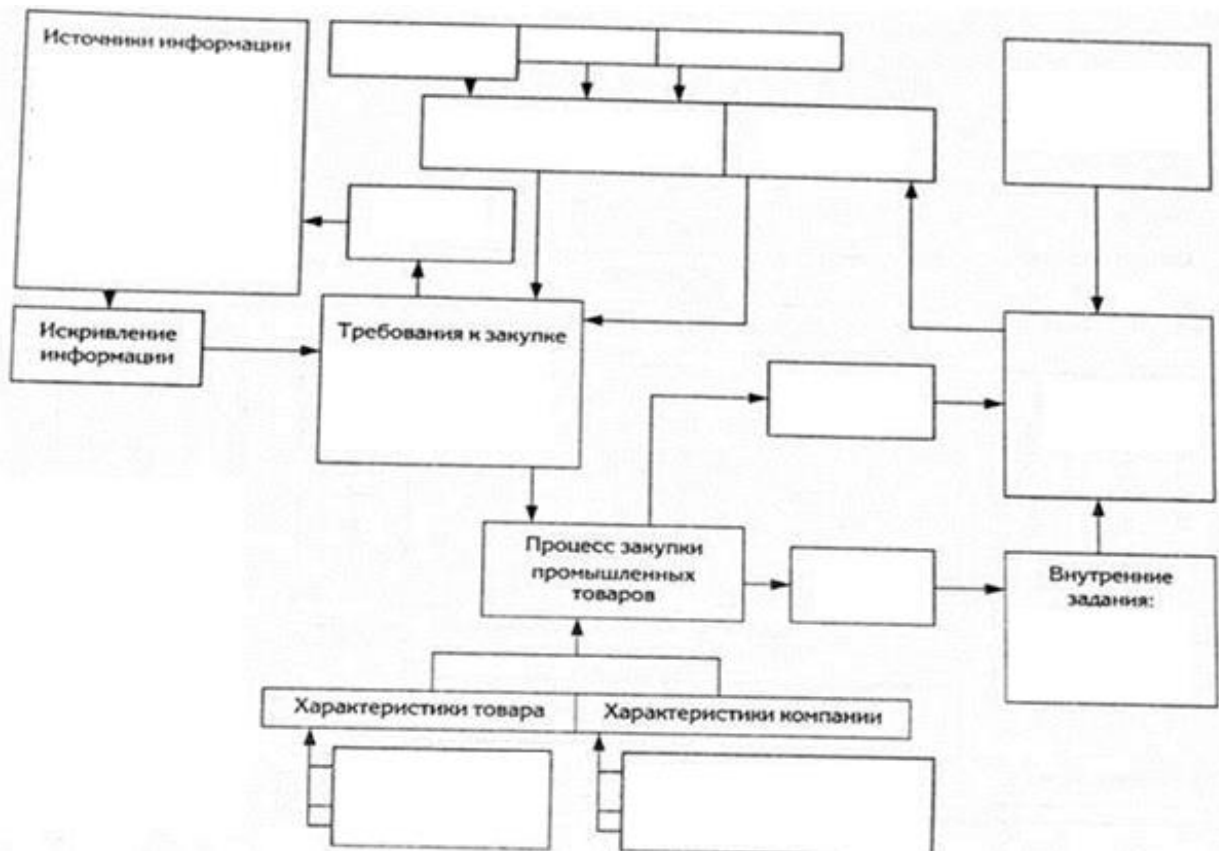 Источники информации
Искривление
информации
Требования к закупке
Процесс закупки
промышленных
товаров
Внутренние
задания:
Характеристики товара
Характеристики компании